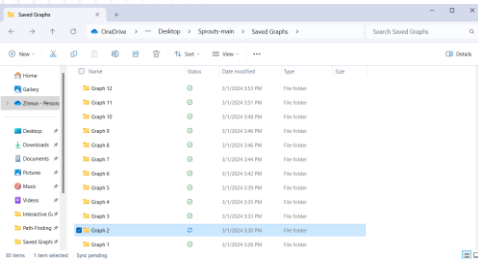 Saved Graphs
OneDrive > Desktop > Sprouts-main > Saved Graphs >
Search Saved Graphs
New
Sort
View
Details
Home
Gallery
Zinnuri - Persona
Desktop
Downloads
Documents
Pictures
Music
Videos
Interactive G
Path-Finding
Saved Graph
Name Status Date modified Type Size
Graph 12 3/1/2024 3:53 PM File folder
Graph 11 3/1/2024 3:51 PM File folder
Graph 10 3/1/2024 3:48 PM File folder
Graph 9 3/1/2024 3:46 PM File folder
Graph 8 3/1/2024 3:46 PM File folder
Graph 7 3/1/2024 3:44 PM File folder
Graph 6 3/1/2024 3:42 PM File folder
Graph 5 3/1/2024 3:39 PM File folder
Graph 4 3/1/2024 3:35 PM File folder
Graph 3 3/1/2024 3:33 PM File folder
Graph 2 3/1/2024 3:30 PM File folder
Graph 1 3/1/2024 3:26 PM File folder
30 items 1 item selected Sync pending